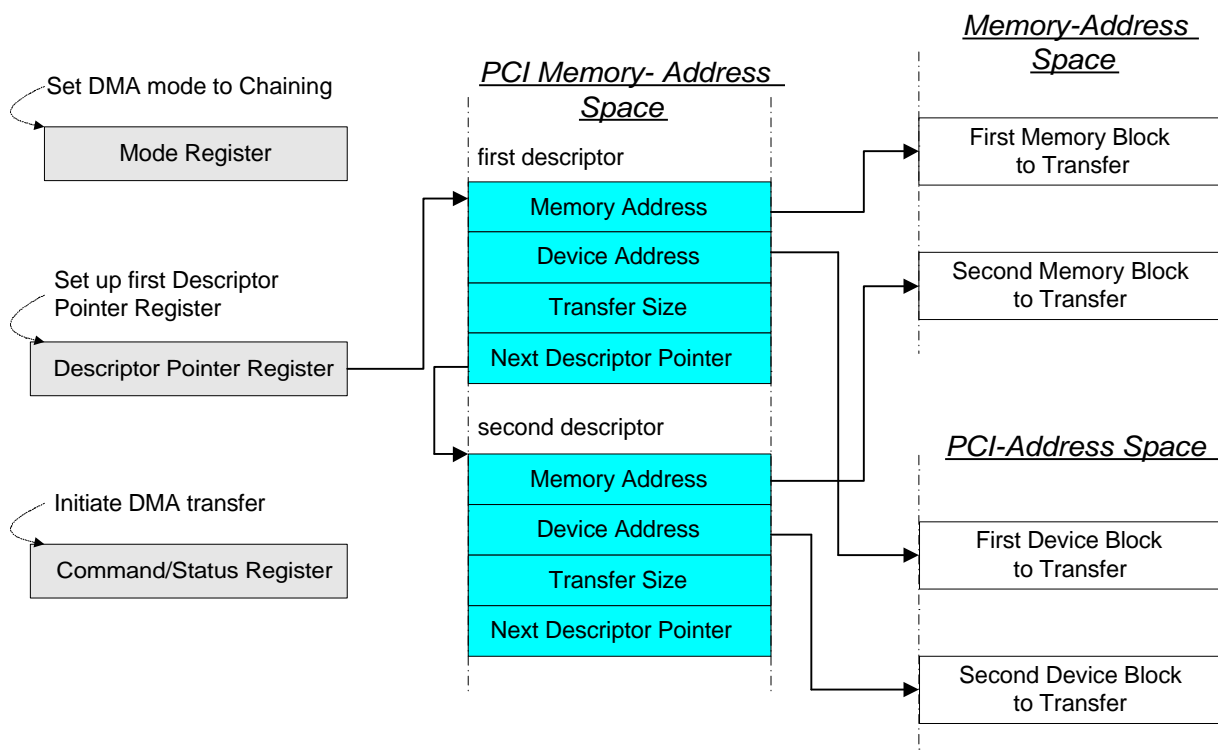 Set DMA mode to Chaining
Mode Register
Set up first Descriptor
Pointer Register
Descriptor Pointer Register
Initiate DMA transfer
Command/Status Register
PCI Memory- Address
Space
first descriptor
Memory Address
Device Address
Transfer Size
Next Descriptor Pointer
second descriptor
Memory Address
Device Address
Transfer Size
Next Descriptor Pointer
Memory-Address
Space
First Memory Block
to Transfer
Second Memory Block
to Transfer
PCI-Address Space
First Device Block
to Transfer
Second Device Block
to Transfer